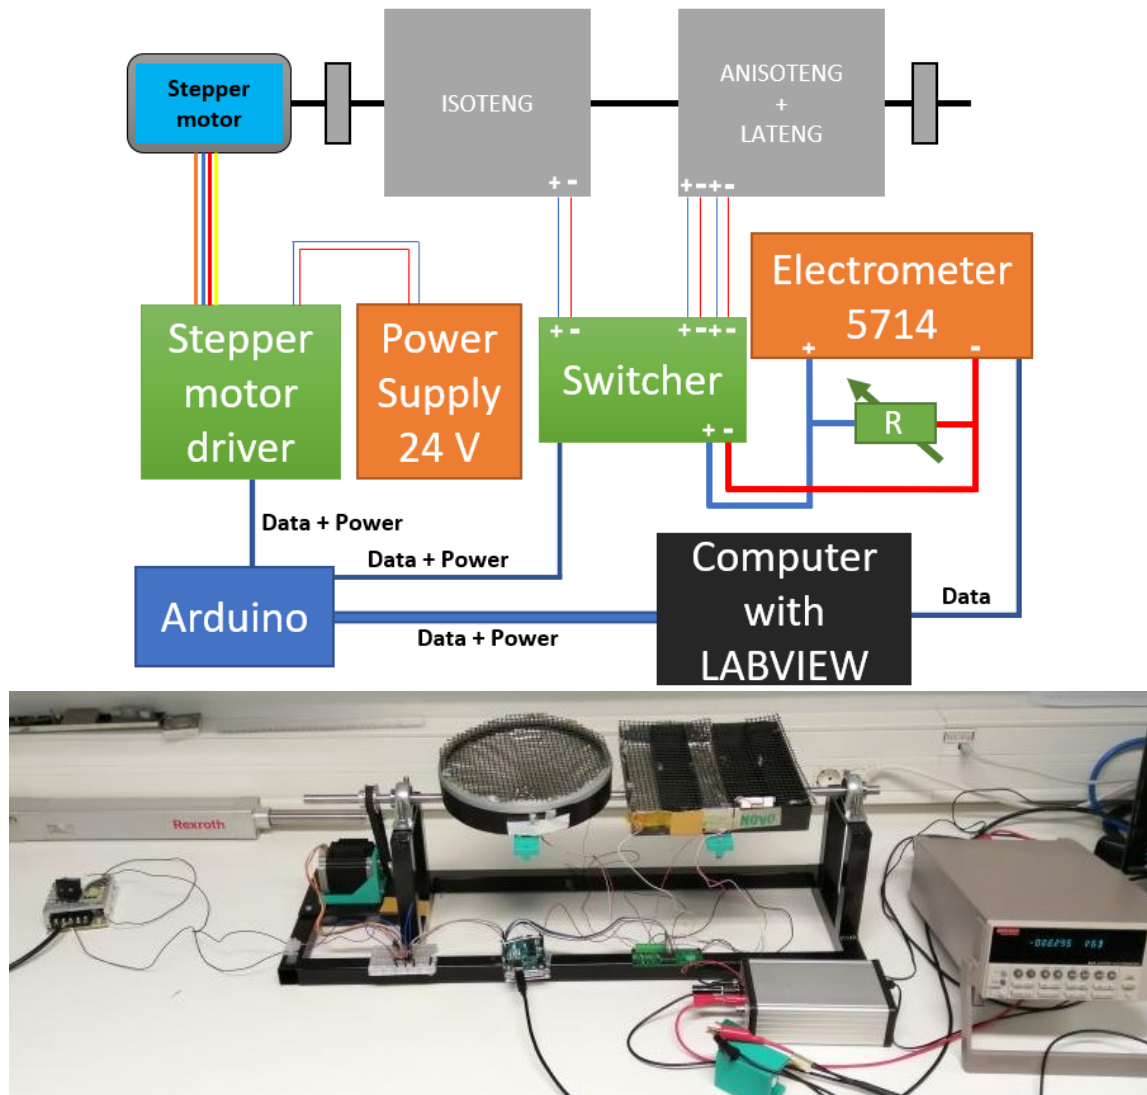 Stepper
motor
ISOTENG
+ -
ANISOTENG
+
LATENG
+ - + -
Stepper
motor
driver
Power
Supply
24 V
+ - + - + -
Switcher
+ -
Electrometer
5714
+ -
R
Data + Power
Data + Power
Arduino
Data + Power
Computer
with
LABVIEW
Data
Rexroth
NOVO